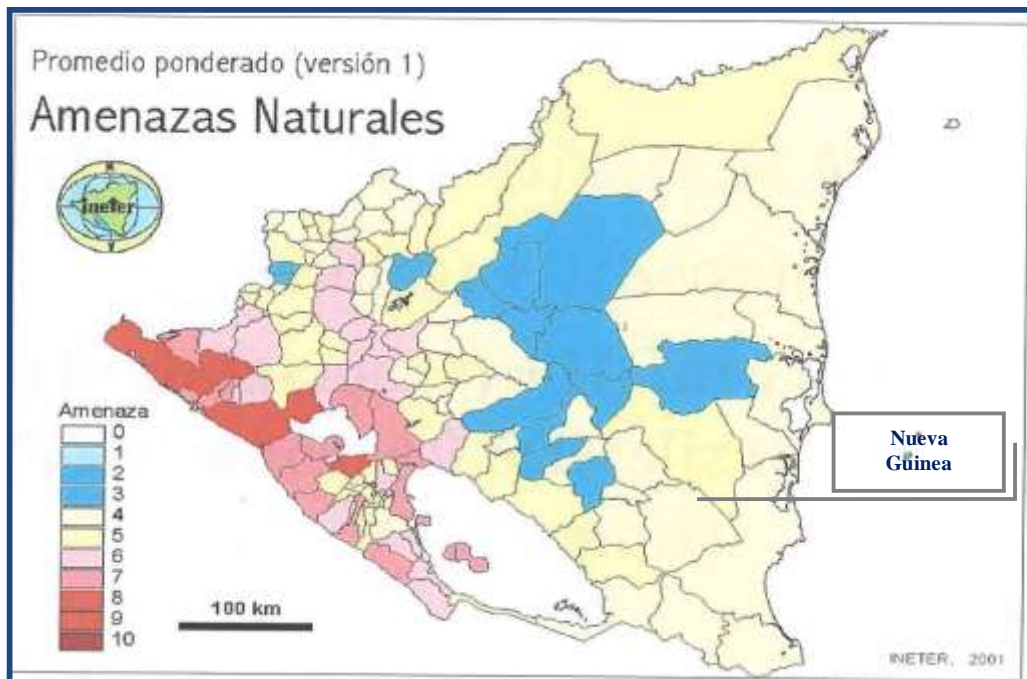 Promedio ponderado (versión 1)
Amenazas Naturales
ineter
Nueva
Guinea
Amenaza
0
1
2
3
4
5
6
7
8
9
10
100 km
INETER, 2001